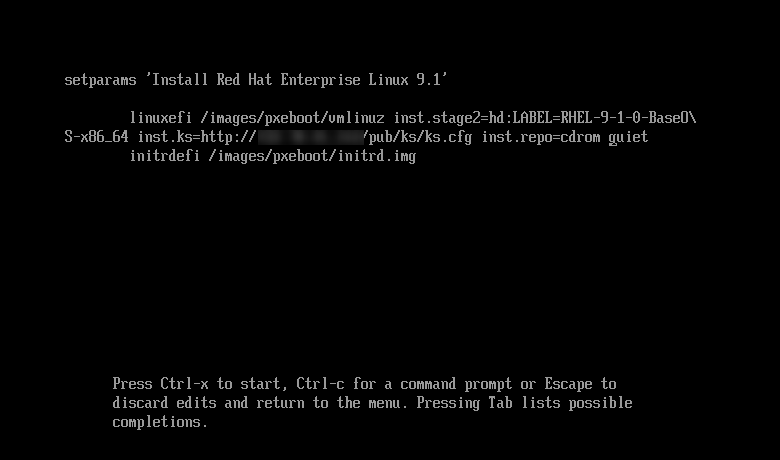 setparams 'Install Red Hat Enterprise Linux 9.1'
linuxefi /images/pxeboot/vmlinuz inst.stage2=hd:LABEL=RHEL-9-1-0-BaseO\
S-x86_64 inst.ks=http:// /pub/ks/ks.cfg inst.repo=cdrom quiet
initrdefi /images/pxeboot/initrd.img
Press Ctrl-x to start, Ctrl-c for a command prompt or Escape to
discard edits and return to the menu. Pressing Tab lists possible
completions.